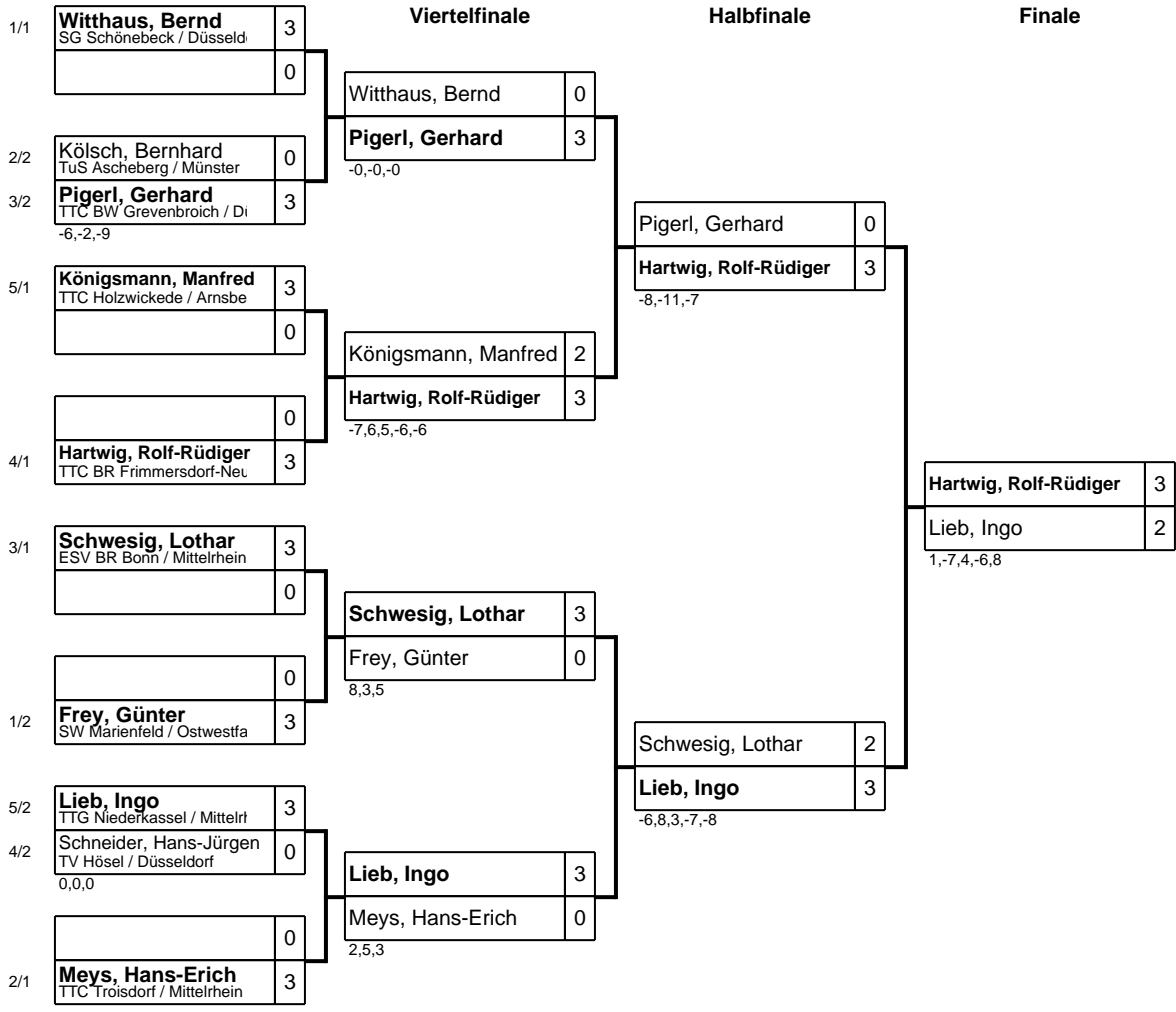 Viertelfinale
Halbfinale
Finale
1/1
Witthaus, Bernd 3
SG Schönebeck / Düsseld
0
2/2
Kölsch, Bernhard 0
TuS Ascheberg / Münster
3/2
Pigerl, Gerhard 3
TTC BW Grevenbroich / Dü
-6,-2,-9
5/1
Königsmann, Manfred 3
TTC Holzwickede / Arnsbe
0
0
4/1
Hartwig, Rolf-Rüdiger 3
TTC BR Frimmersdorf-Neu
3/1
Schwesig, Lothar 3
ESV BR Bonn / Mittelrhein
0
0
1/2
Frey, Günter 3
SW Marienfeld / Ostwestfa
5/2
Lieb, Ingo 3
TTG Niederkassel / Mittelrh
4/2
Schneider, Hans-Jürgen 0
TV Hösel / Düsseldorf
0,0,0
0
2/1
Meys, Hans-Erich 3
TTC Troisdorf / Mittelrhein
Witthaus, Bernd 0
Pigerl, Gerhard 3
-0,-0,-0
Königsmann, Manfred 2
Hartwig, Rolf-Rüdiger 3
-7,6,5,-6,-6
Schwesig, Lothar 3
Frey, Günter 0
8,3,5
Lieb, Ingo 3
Meys, Hans-Erich 0
2,5,3
Pigerl, Gerhard 0
Hartwig, Rolf-Rüdiger 3
-8,-11,-7
Schwesig, Lothar 2
Lieb, Ingo 3
-6,8,3,-7,-8
Hartwig, Rolf-Rüdiger 3
Lieb, Ingo 2
1,-7,4,-6,8